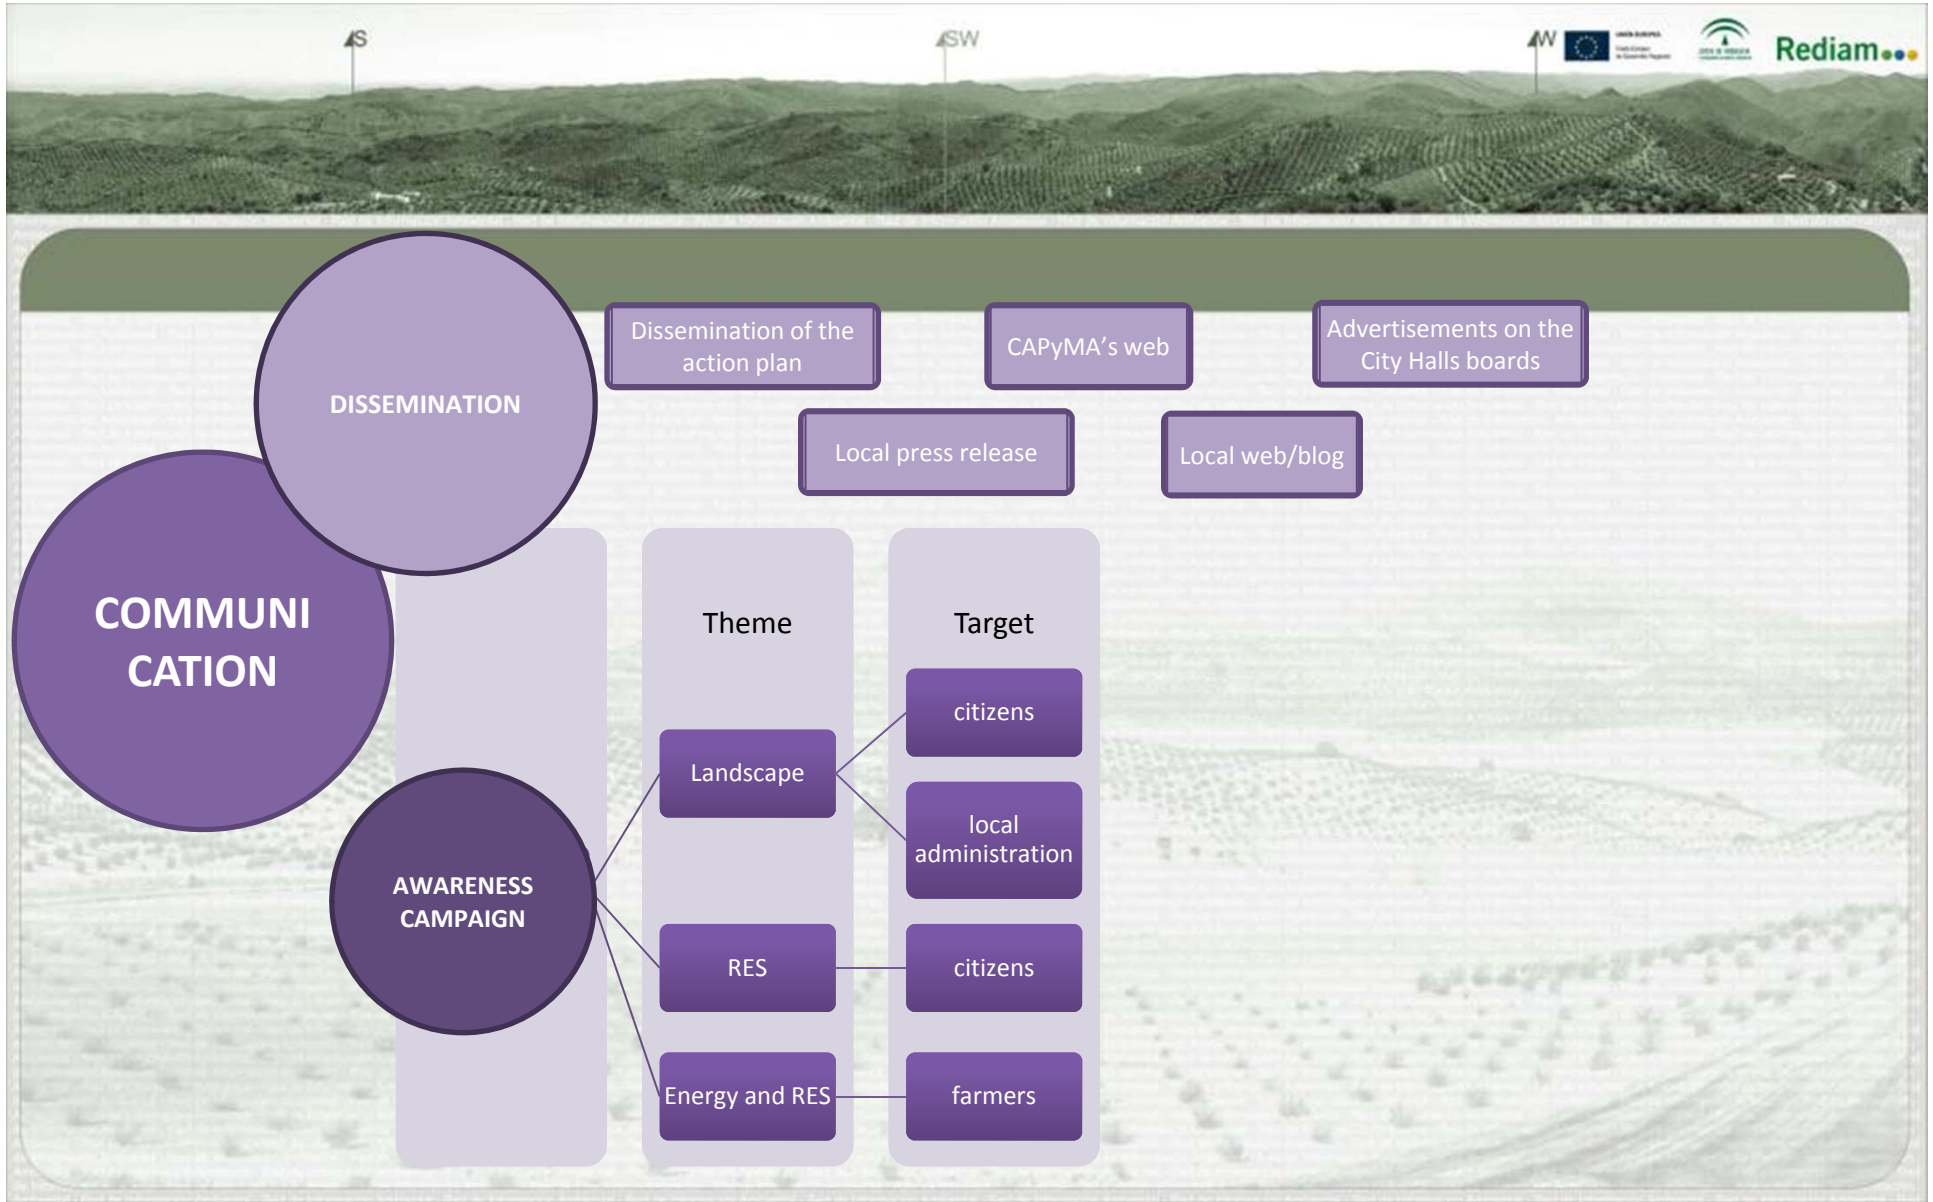 S
SW
W
UNIÓN EUROPEA
Rediam
DISSEMINATION
Dissemination of the
action plan
CAPyMA's web
Advertisements on the
City Halls boards
Local press release
Local web/blog
COMMUNI
CATION
Theme
Target
citizens
Landscape
local
administration
AWARENESS
CAMPAIGN
RES
citizens
Energy and RES
farmers